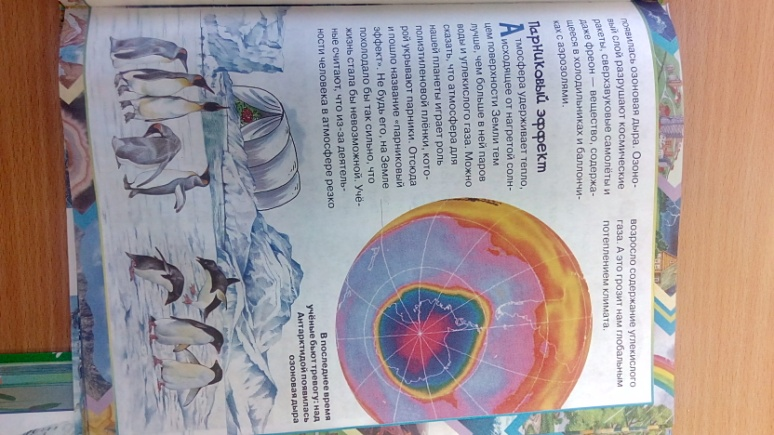 появилась озоновая дыра. Озоно-
вый слой разрушают космические
ракеты, сверхзвуковые самолёты и
даже фреон — вещество, содержа-
щееся в холодильниках и баллончи-
ках с аэрозолями.
Парниковый эффект
Атмосфера удерживает тепло,
исходящее от нагретой солн-
цем поверхности Земли тем
лучше, чем больше в ней паров
воды и углекислого газа. Можно
сказать, что атмосфера для
нашей планеты играет роль
полиэтиленовой плёнки, кото-
рой укрывают парники. Отсюда
и пошло название «парниковый
эффект». Не будь его, на Земле
похолодало бы так сильно, что
жизнь стала бы невозможной. Учё-
ные считают, что из-за деятель-
ности человека в атмосфере резко
возросло содержание углекислого
газа. А это грозит нам глобальным
потеплением климата.
В последнее время
учёные бьют тревогу: над
Антарктидой появилась
озоновая дыра